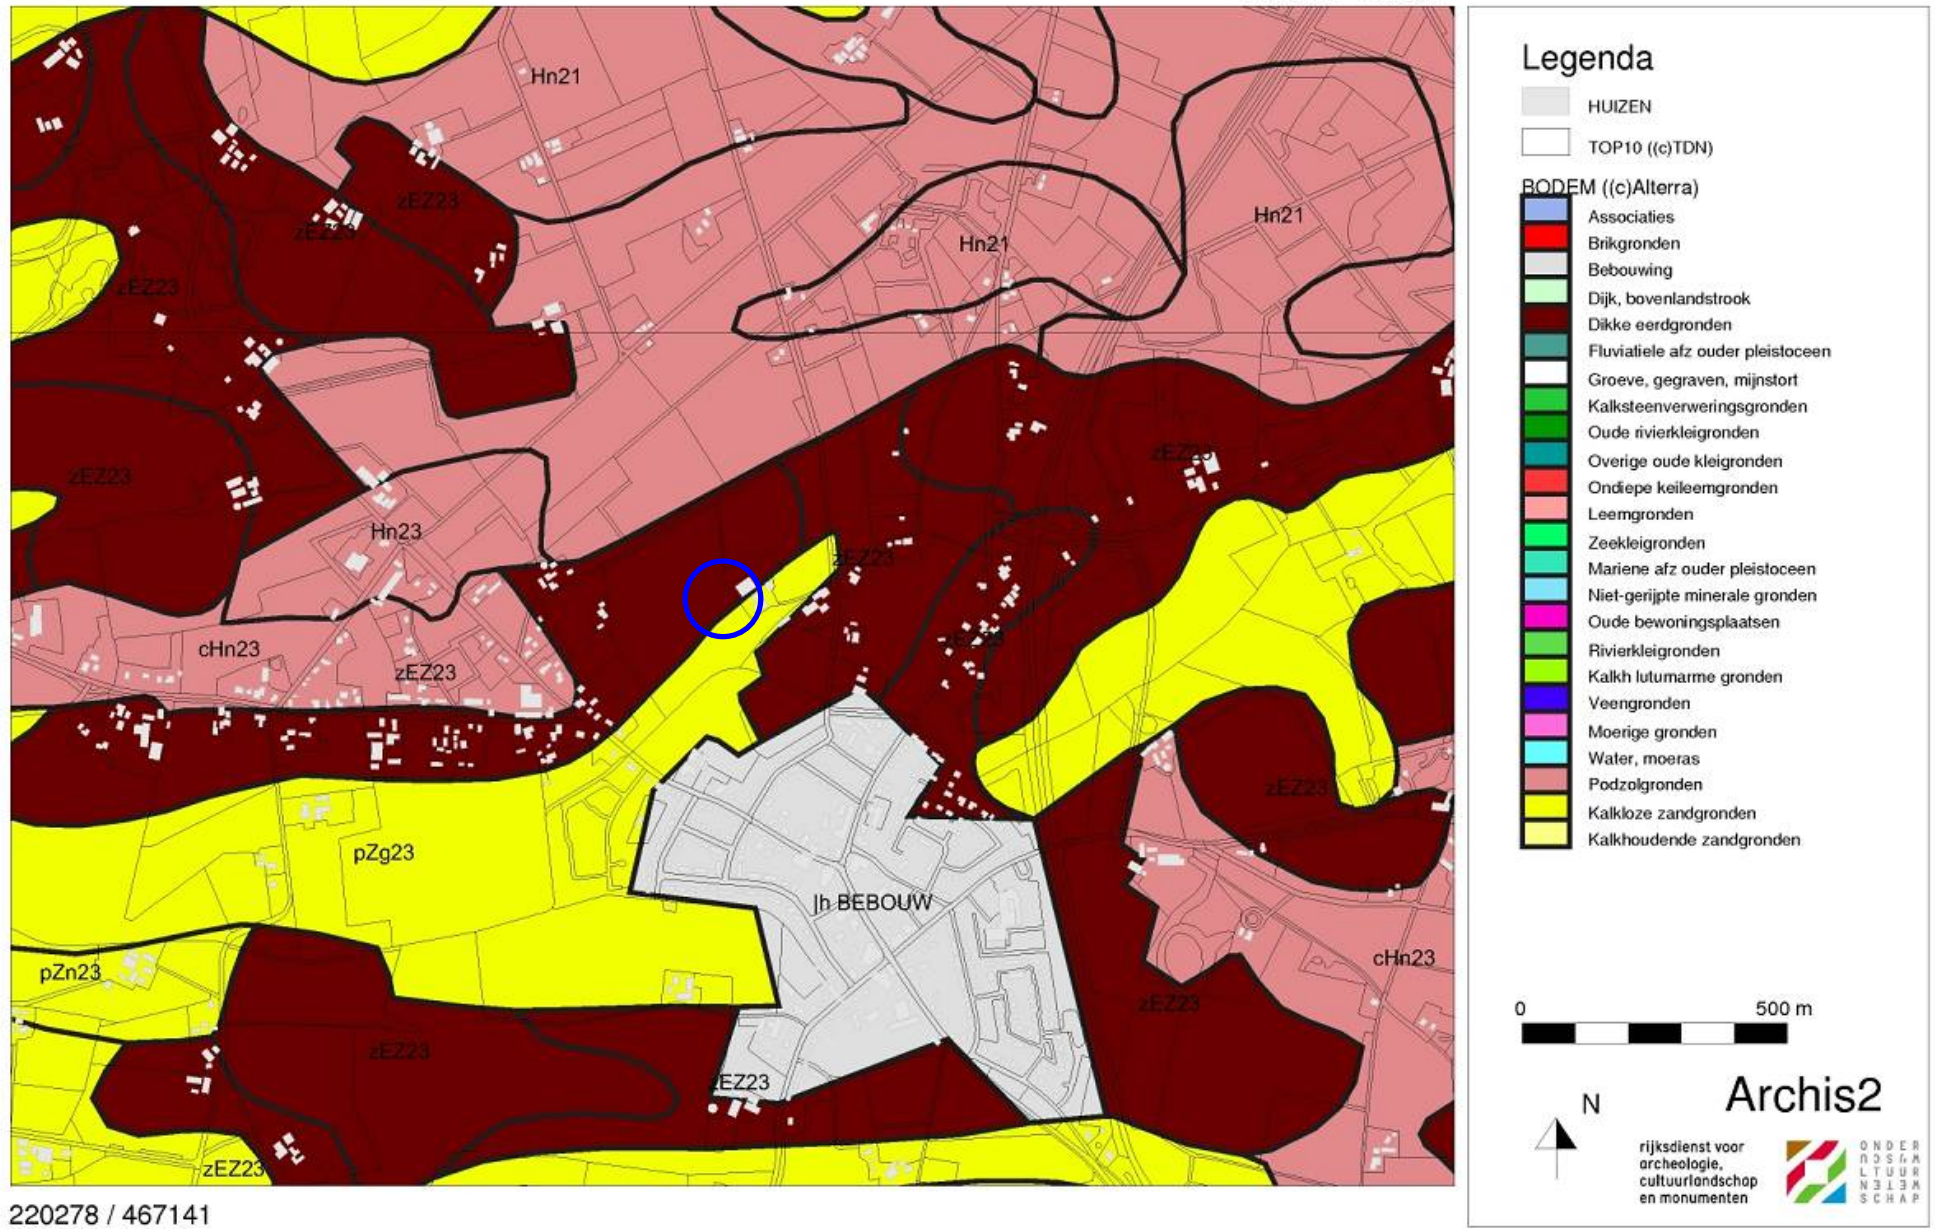 Hn21
zEZ23
zEZ23
Hn21
Hn21
zEZ23
zEZ23
zEZ23
Hn23
zEZ23
cHn23
zEZ23
zEZ23
zEZ23
pZg23
|h BEBOUW
pZn23
cHn23
zEZ23
zEZ23
zEZ23
zEZ23
220278 / 467141
Legenda
HUIZEN
TOP10 ((c)TDN)
BODEM ((c)Alterra)
Associaties
Brikgronden
Bebouwing
Dijk, bovenlandstrook
Dikke eerdgronden
Fluviatiele afz ouder pleistoceen
Groeve, gegraven, mijnstort
Kalksteenverweringsgronden
Oude rivierkleigronden
Overige oude kleigronden
Ondiepe keileemgronden
Leemgronden
Zeekleigronden
Mariene afz ouder pleistoceen
Niet-gerijpte minerale gronden
Oude bewoningsplaatsen
Rivierkleigronden
Kalkh lutumarme gronden
Veengronden
Moerige gronden
Water, moeras
Podzolgronden
Kalkloze zandgronden
Kalkhoudende zandgronden
0 500 m
N
Archis2
rijksdienst voor
archeologie,
cultuurlandschap
en monumenten
ONDER
LTUUR
SCHAP